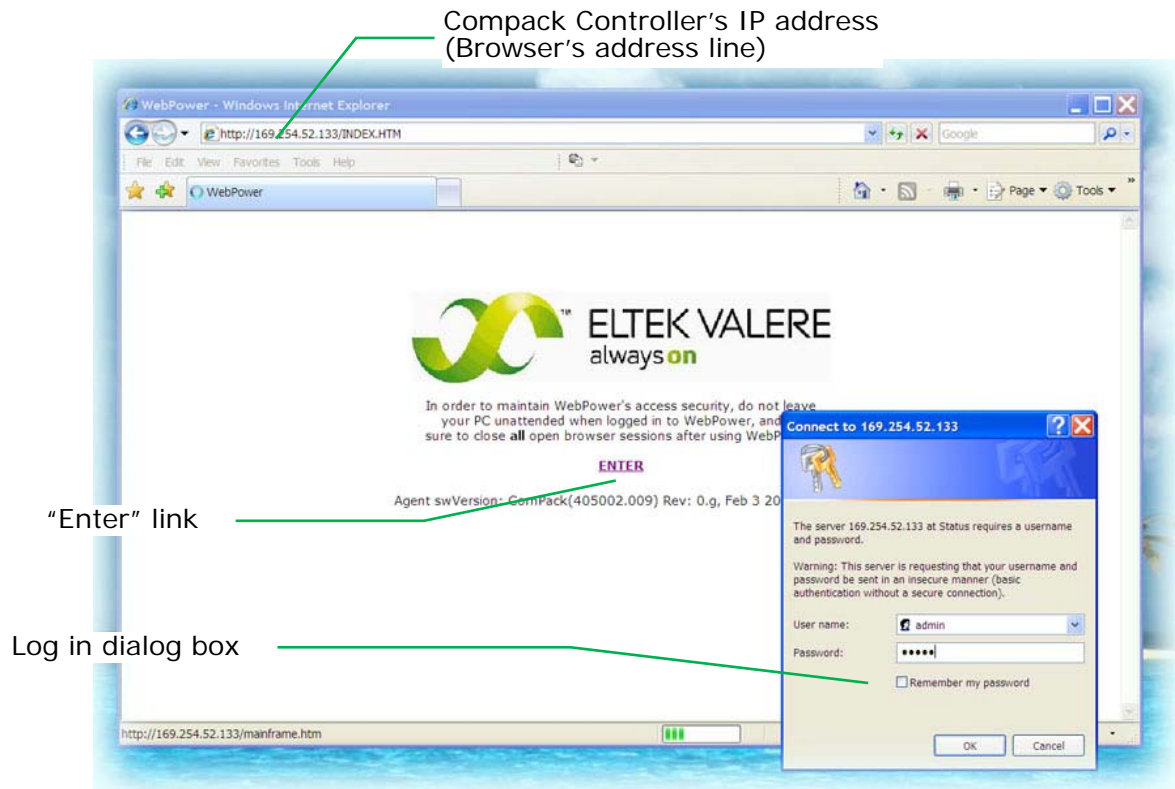 Compack Controller's IP address
(Browser's address line)
WebPower - Windows Internet Explorer
http://169.254.52.133/INDEX.HTM
Google
File Edit View Favorites Tools Help
WebPower
Page
Tools
»
™
ELTEK VALERE
always on
In order to maintain WebPower's access security, do not leave
your PC unattended when logged in to WebPower, and
sure to close all open browser sessions after using WebP
ENTER
Agent swVersion: ComPack(405002.009) Rev: 0.g, Feb 3 20
"Enter" link
Log in dialog box
Connect to 169.254.52.133
The server 169.254.52.133 at Status requires a username
and password.
Warning: This server is requesting that your username and
password be sent in an insecure manner (basic
authentication without a secure connection).
User name:
admin
Password:
•••••
Remember my password
OK
Cancel
http://169.254.52.133/mainframe.htm